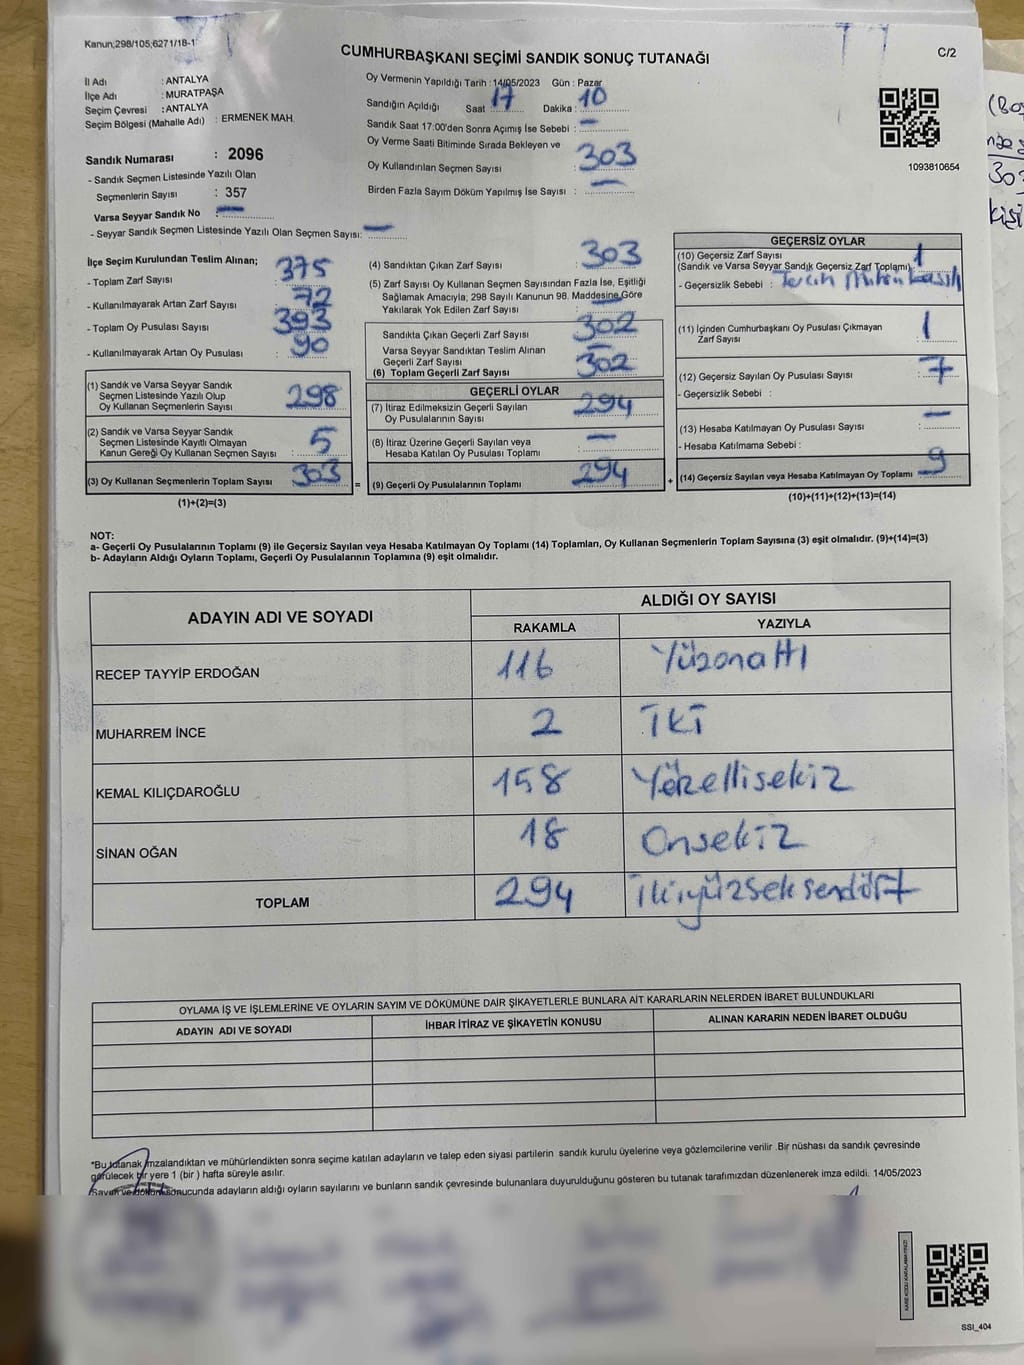 Kanun;298/105;6271/18-1
CUMHURBAŞKANI SEÇİMİ SANDIK SONUÇ TUTANAĞI
C/2
İl Adı : ANTALYA
İlçe Adı : MURATPAŞA
Seçim Çevresi : ANTALYA
Seçim Bölgesi (Mahalle Adı) : ERMENEK MAH.
Sandık Numarası : 2096
- Sandık Seçmen Listesinde Yazılı Olan
Seçmenlerin Sayısı : 357
Varsa Seyyar Sandık No : —
- Seyyar Sandık Seçmen Listesinde Yazılı Olan Seçmen Sayısı: —
Oy Vermenin Yapıldığı Tarih : 14/05/2023 Gün : Pazar
Sandığın Açıldığı Saat 17 Dakika : 10
Sandık Saat 17:00'den Sonra Açımış İse Sebebi : —
Oy Verme Saati Bitiminde Sırada Bekleyen ve
Oy Kullandırılan Seçmen Sayısı : 303
Birden Fazla Sayım Döküm Yapılmış İse Sayısı : —
1093810654
303
kişi
İlçe Seçim Kurulundan Teslim Alınan;
- Toplam Zarf Sayısı : 375
- Kullanılmayarak Artan Zarf Sayısı : 72
- Toplam Oy Pusulası Sayısı : 393
- Kullanılmayarak Artan Oy Pusulası : 90
(1) Sandık ve Varsa Seyyar Sandık
Seçmen Listesinde Yazılı Olup
Oy Kullanan Seçmenlerin Sayısı : 298
(2) Sandık ve Varsa Seyyar Sandık
Seçmen Listesinde Kayıtlı Olmayan
Kanun Gereği Oy Kullanan Seçmen Sayısı : 5
(3) Oy Kullanan Seçmenlerin Toplam Sayısı : 303
(1)+(2)=(3)
(4) Sandıktan Çıkan Zarf Sayısı : 303
(5) Zarf Sayısı Oy Kullanan Seçmen Sayısından Fazla İse, Eşitliği
Sağlamak Amacıyla; 298 Sayılı Kanunun 98. Maddesine Göre
Yakılarak Yok Edilen Zarf Sayısı : —
Sandıkta Çıkan Geçerli Zarf Sayısı : 302
Varsa Seyyar Sandıktan Teslim Alınan
Geçerli Zarf Sayısı : —
(6) Toplam Geçerli Zarf Sayısı 302
GEÇERLİ OYLAR
(7) İtiraz Edilmeksizin Geçerli Sayılan
Oy Pusulalarının Sayısı : 294
(8) İtiraz Üzerine Geçerli Sayılan veya
Hesaba Katılan Oy Pusulası Toplamı : —
= (9) Geçerli Oy Pusulalarının Toplamı : 294
GEÇERSİZ OYLAR
(10) Geçersiz Zarf Sayısı
(Sandık ve Varsa Seyyar Sandık Geçersiz Zarf Toplamı) 1
- Geçersizlik Sebebi :
(11) İçinden Cumhurbaşkanı Oy Pusulası Çıkmayan
Zarf Sayısı : 1
(12) Geçersiz Sayılan Oy Pusulası Sayısı : 7
- Geçersizlik Sebebi :
(13) Hesaba Katılmayan Oy Pusulası Sayısı : —
- Hesaba Katılmama Sebebi :
+ (14) Geçersiz Sayılan veya Hesaba Katılmayan Oy Toplamı : 9
(10)+(11)+(12)+(13)=(14)
NOT:
a- Geçerli Oy Pusulalarının Toplamı (9) ile Geçersiz Sayılan veya Hesaba Katılmayan Oy Toplamı (14) Toplamları, Oy Kullanan Seçmenlerin Toplam Sayısına (3) eşit olmalıdır. (9)+(14)=(3)
b- Adayların Aldığı Oyların Toplamı, Geçerli Oy Pusulalarının Toplamına (9) eşit olmalıdır.
ADAYIN ADI VE SOYADI
ALDIĞI OY SAYISI
RAKAMLA YAZIYLA
RECEP TAYYİP ERDOĞAN 116 Yüzonaltı
MUHARREM İNCE 2 İKİ
KEMAL KILIÇDAROĞLU 158 Yüzellisekiz
SİNAN OĞAN 18 Onsekiz
TOPLAM 294 İkiyüzseksendört
OYLAMA İŞ VE İŞLEMLERİNE VE OYLARIN SAYIM VE DÖKÜMÜNE DAİR ŞİKAYETLERLE BUNLARA AİT KARARLARIN NELERDEN İBARET BULUNDUKLARI
ADAYIN ADI VE SOYADI İHBAR İTİRAZ VE ŞİKAYETİN KONUSU ALINAN KARARIN NEDEN İBARET OLDUĞU
*Bu tutanak imzalandıktan ve mühürlendikten sonra seçime katılan adayların ve talep eden siyasi partilerin sandık kurulu üyelerine veya gözlemcilerine verilir .Bir nüshası da sandık çevresinde
görülecek bir yere 1 (bir ) hafta süreyle asılır.
Sayım ve döküm sonucunda adayların aldığı oyların sayılarını ve bunların sandık çevresinde bulunanlara duyurulduğunu gösteren bu tutanak tarafımızdan düzenlenerek imza edildi. 14/05/2023
KARE KODU KARALAMAYINIZ!
SSI_404